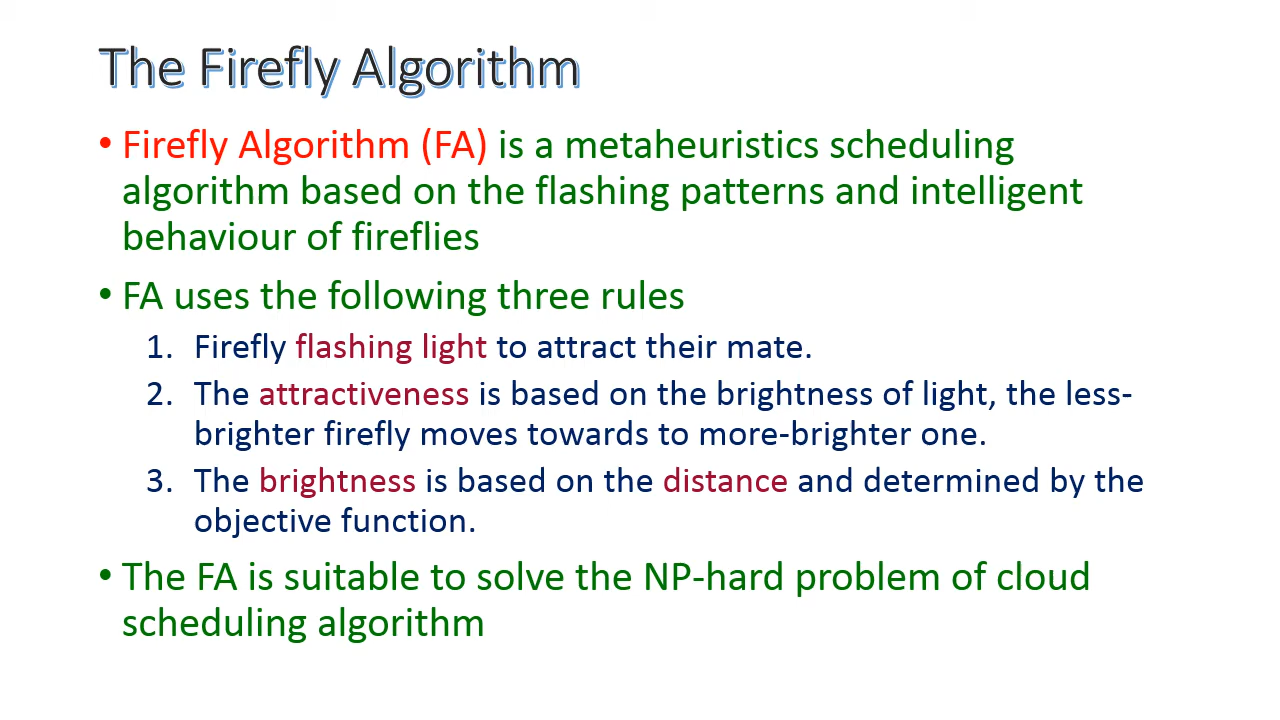 The Firefly Algorithm
• Firefly Algorithm (FA) is a metaheuristics scheduling
algorithm based on the flashing patterns and intelligent
behaviour of fireflies
• FA uses the following three rules
1. Firefly flashing light to attract their mate.
2. The attractiveness is based on the brightness of light, the less-
brighter firefly moves towards to more-brighter one.
3. The brightness is based on the distance and determined by the
objective function.
• The FA is suitable to solve the NP-hard problem of cloud
scheduling algorithm